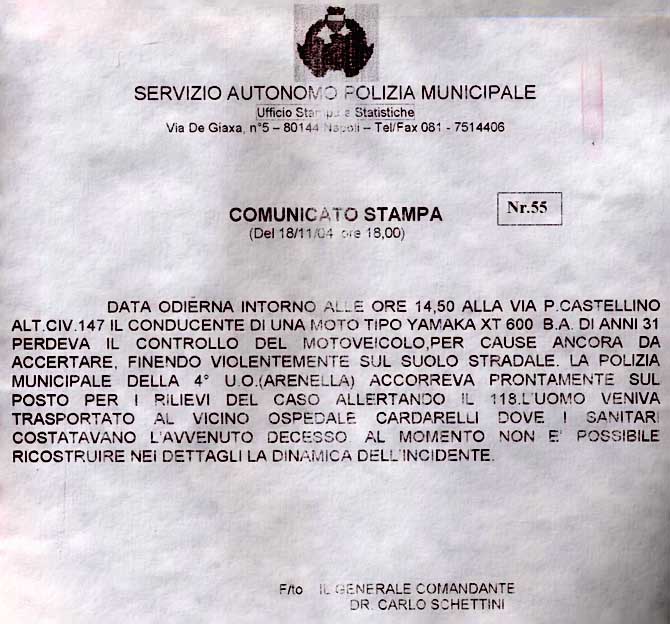 SERVIZIO AUTONOMO POLIZIA MUNICIPALE
Ufficio Stampa e Statistiche
Via De Giaxa, n°5 – 80144 Napoli – Tel/Fax 081 - 7514406
COMUNICATO STAMPA
Nr.55
(Del 18/11/04 ore 18,00)
DATA ODIERNA INTORNO ALLE ORE 14,50 ALLA VIA P.CASTELLINO
ALT.CIV.147 IL CONDUCENTE DI UNA MOTO TIPO YAMAKA XT 600 B.A. DI ANNI 31
PERDEVA IL CONTROLLO DEL MOTOVEICOLO,PER CAUSE ANCORA DA
ACCERTARE, FINENDO VIOLENTEMENTE SUL SUOLO STRADALE. LA POLIZIA
MUNICIPALE DELLA 4° U.O.(ARENELLA) ACCORREVA PRONTAMENTE SUL
POSTO PER I RILIEVI DEL CASO ALLERTANDO IL 118.L'UOMO VENIVA
TRASPORTATO AL VICINO OSPEDALE CARDARELLI DOVE I SANITARI
COSTATAVANO L'AVVENUTO DECESSO AL MOMENTO NON E' POSSIBILE
RICOSTRUIRE NEI DETTAGLI LA DINAMICA DELL'INCIDENTE.
F/to IL GENERALE COMANDANTE
DR. CARLO SCHETTINI